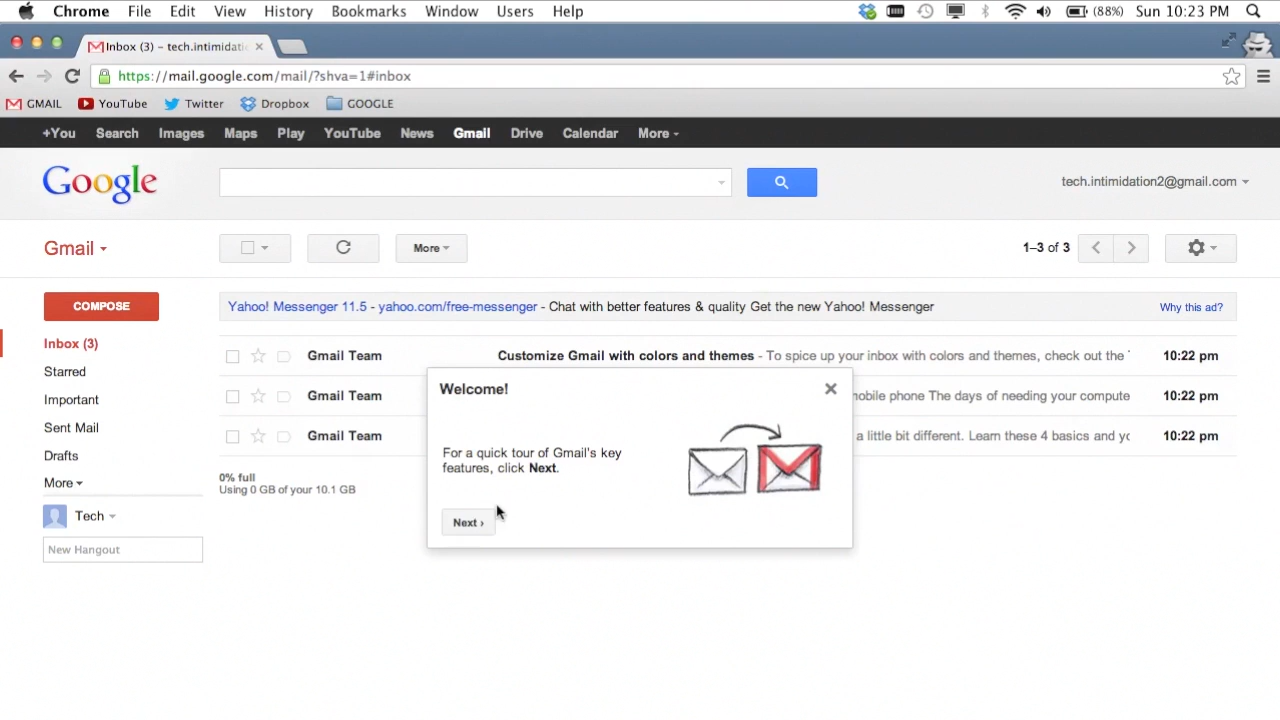 Chrome File Edit View History Bookmarks Window Users Help (88%) Sun 10:23 PM
Inbox (3) – tech.intimidati
https://mail.google.com/mail/?shva=1#inbox
GMAIL YouTube Twitter Dropbox GOOGLE
+You Search Images Maps Play YouTube News Gmail Drive Calendar More
Google tech.intimidation2@gmail.com
Gmail More 1–3 of 3
COMPOSE
Yahoo! Messenger 11.5 - yahoo.com/free-messenger - Chat with better features & quality Get the new Yahoo! Messenger Why this ad?
Inbox (3)
Gmail Team Customize Gmail with colors and themes - To spice up your inbox with colors and themes, check out the 10:22 pm
Starred
Gmail Team mobile phone The days of needing your compute 10:22 pm
Important
Sent Mail
Gmail Team a little bit different. Learn these 4 basics and 10:22 pm
Drafts
More
0% full
Using 0 GB of your 10.1 GB
Tech
New Hangout
Welcome!
For a quick tour of Gmail's key
features, click Next.
Next ›